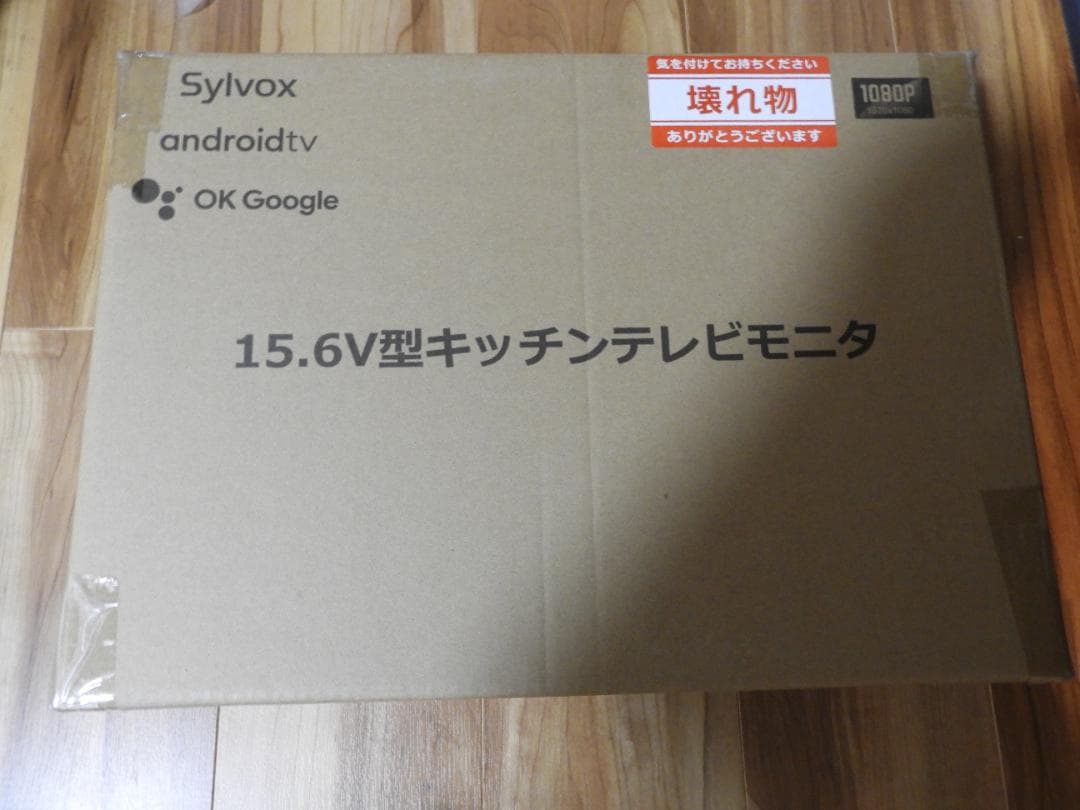 Sylvox
androidtv
OK Google
気を付けてお持ちください
壊れ物
ありがとうございます
1080P
15.6V型キッチンテレビモニタ